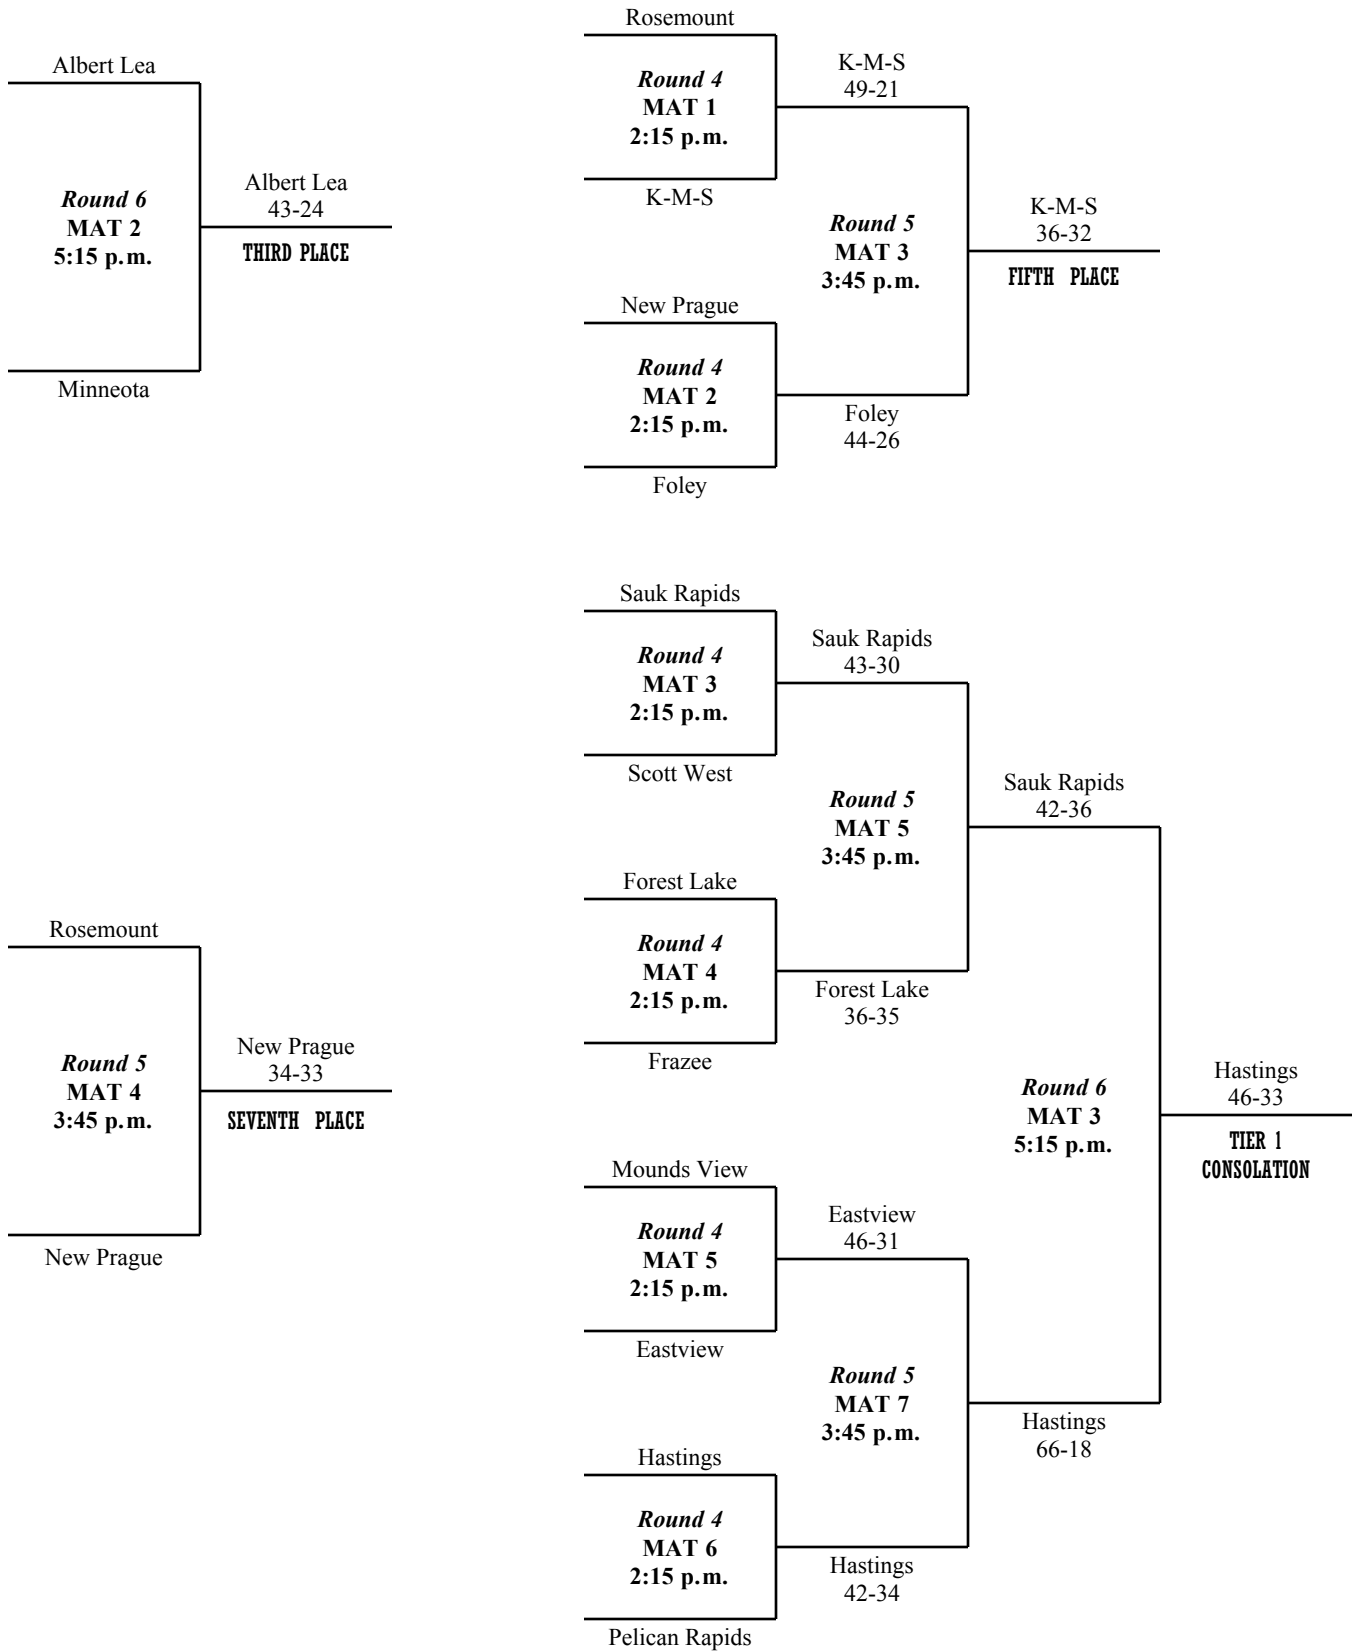 Albert Lea
Round 6
MAT 2
5:15 p.m.
Minneota
Albert Lea
43-24
THIRD PLACE
Rosemount
Round 4
MAT 1
2:15 p.m.
K-M-S
K-M-S
49-21
New Prague
Round 4
MAT 2
2:15 p.m.
Foley
Foley
44-26
Round 5
MAT 3
3:45 p.m.
K-M-S
36-32
FIFTH PLACE
Rosemount
Round 5
MAT 4
3:45 p.m.
New Prague
New Prague
34-33
SEVENTH PLACE
Sauk Rapids
Round 4
MAT 3
2:15 p.m.
Scott West
Sauk Rapids
43-30
Forest Lake
Round 4
MAT 4
2:15 p.m.
Frazee
Forest Lake
36-35
Round 5
MAT 5
3:45 p.m.
Sauk Rapids
42-36
Mounds View
Round 4
MAT 5
2:15 p.m.
Eastview
Eastview
46-31
Hastings
Round 4
MAT 6
2:15 p.m.
Pelican Rapids
Hastings
42-34
Round 5
MAT 7
3:45 p.m.
Hastings
66-18
Round 6
MAT 3
5:15 p.m.
Hastings
46-33
TIER 1
CONSOLATION